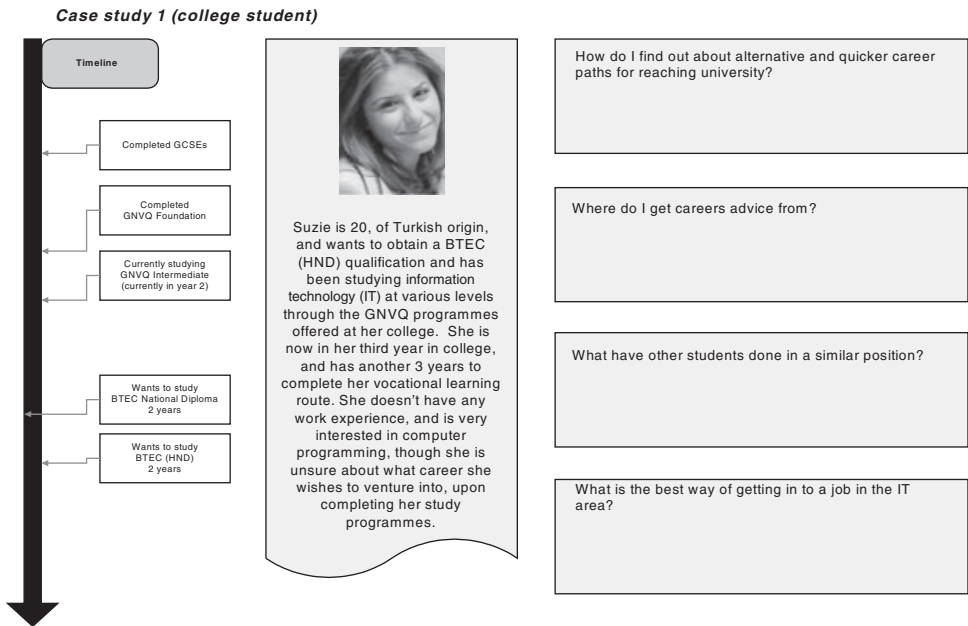 Case study 1 (college student)
Timeline
Completed GCSEs
Completed
GNVQ Foundation
Currently studying
GNVQ Intermediate
(currently in year 2)
Wants to study
BTEC National Diploma
2 years
Wants to study
BTEC (HND)
2 years
Suzie is 20, of Turkish origin,
and wants to obtain a BTEC
(HND) qualification and has
been studying information
technology (IT) at various levels
through the GNVQ programmes
offered at her college. She is
now in her third year in college,
and has another 3 years to
complete her vocational learning
route. She doesn't have any
work experience, and is very
interested in computer
programming, though she is
unsure about what career she
wishes to venture into, upon
completing her study
programmes.
How do I find out about alternative and quicker career
paths for reaching university?
Where do I get careers advice from?
What have other students done in a similar position?
What is the best way of getting in to a job in the IT
area?